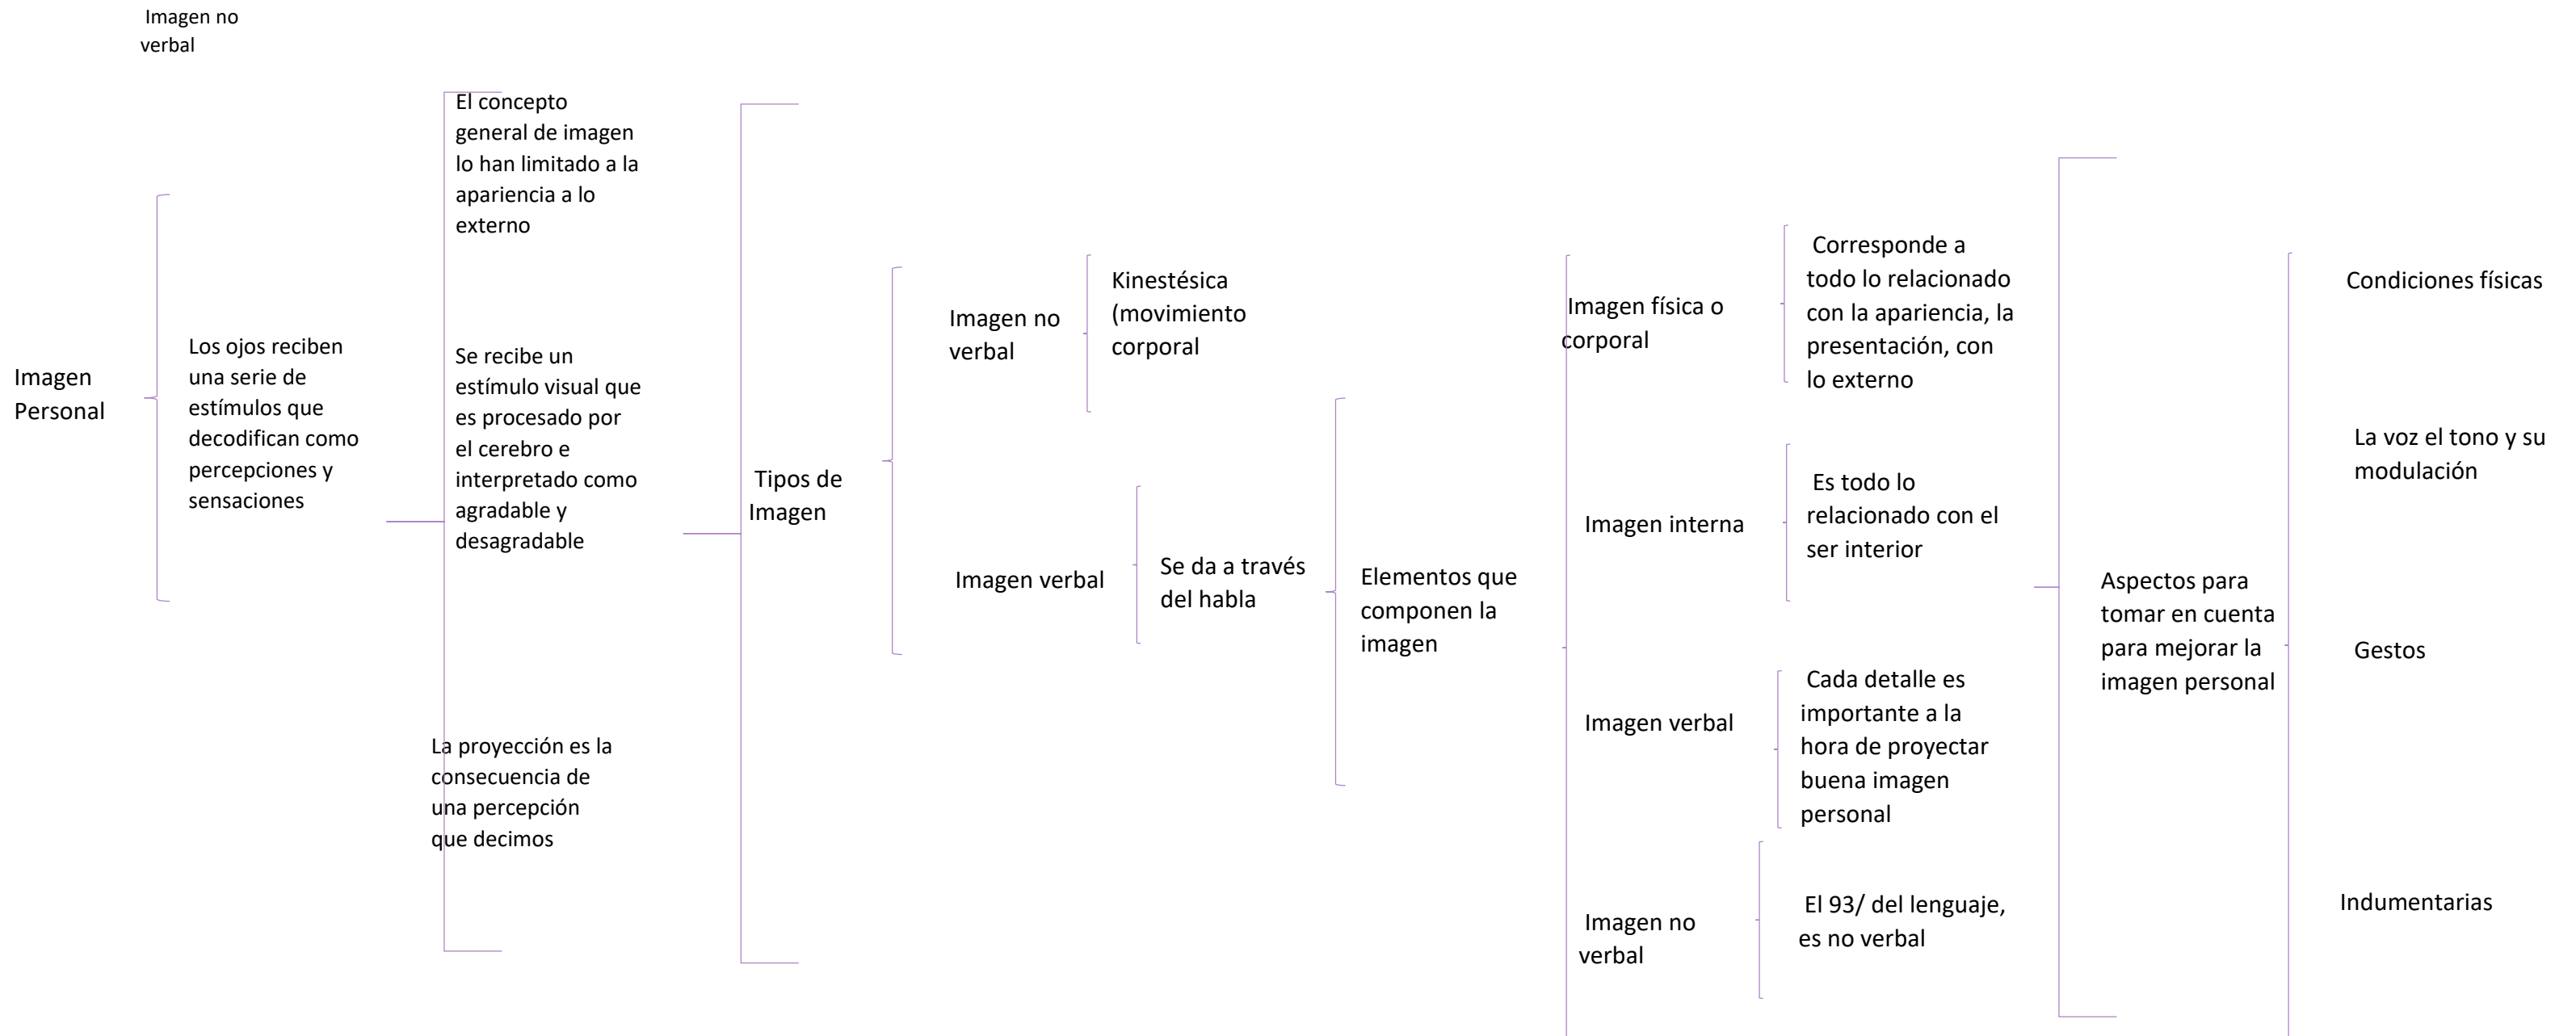 Imagen no
verbal
Imagen
Personal
Los ojos reciben
una serie de
estímulos que
decodifican como
percepciones y
sensaciones
El concepto
general de imagen
lo han limitado a la
apariencia a lo
externo
Se recibe un
estímulo visual que
es procesado por
el cerebro e
interpretado como
agradable y
desagradable
La proyección es la
consecuencia de
una percepción
que decimos
Tipos de
Imagen
Imagen no
verbal
Kinestésica
(movimiento
corporal
Imagen verbal
Se da a través
del habla
Elementos que
componen la
imagen
Imagen física o
corporal
Corresponde a
todo lo relacionado
con la apariencia, la
presentación, con
lo externo
Imagen interna
Es todo lo
relacionado con el
ser interior
Imagen verbal
Cada detalle es
importante a la
hora de proyectar
buena imagen
personal
Imagen no
verbal
El 93/ del lenguaje,
es no verbal
Aspectos para
tomar en cuenta
para mejorar la
imagen personal
Condiciones físicas
La voz el tono y su
modulación
Gestos
Indumentarias